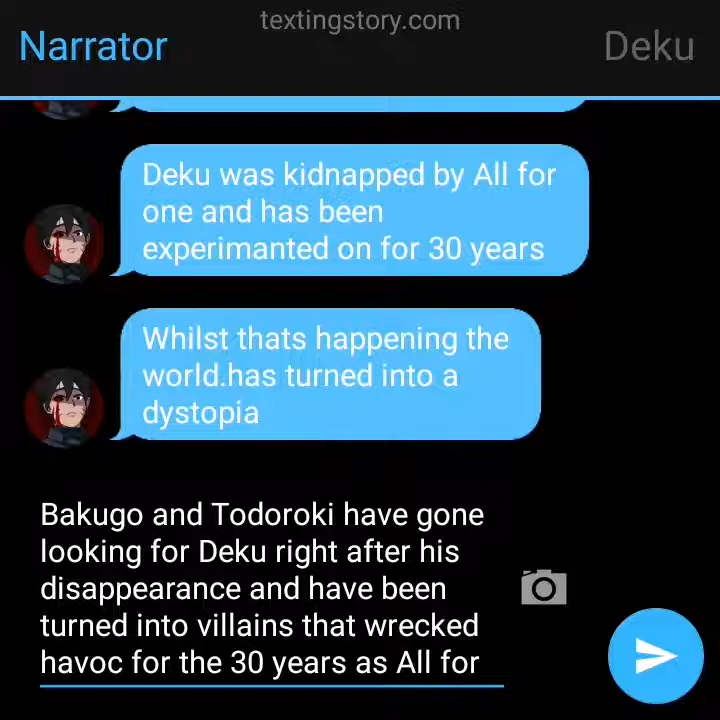 textingstory.com
Narrator
Deku
Deku was kidnapped by All for
one and has been
experimanted on for 30 years
Whilst thats happening the
world.has turned into a
dystopia
Bakugo and Todoroki have gone
looking for Deku right after his
disappearance and have been
turned into villains that wrecked
havoc for the 30 years as All for